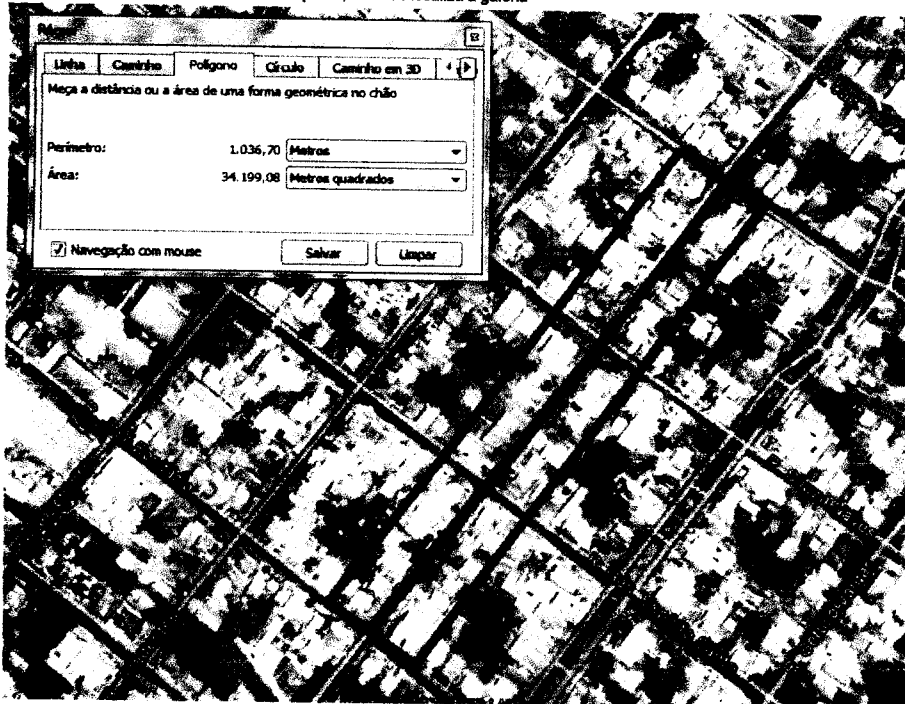 a galeria
Linha Caminho Polígono Círculo Caminho em 3D
Meça a distância ou a área de uma forma geométrica no chão
Perímetro: 1.036,70 Metros
Área: 34.199,08 Metros quadrados
Navegação com mouse Salvar Limpar